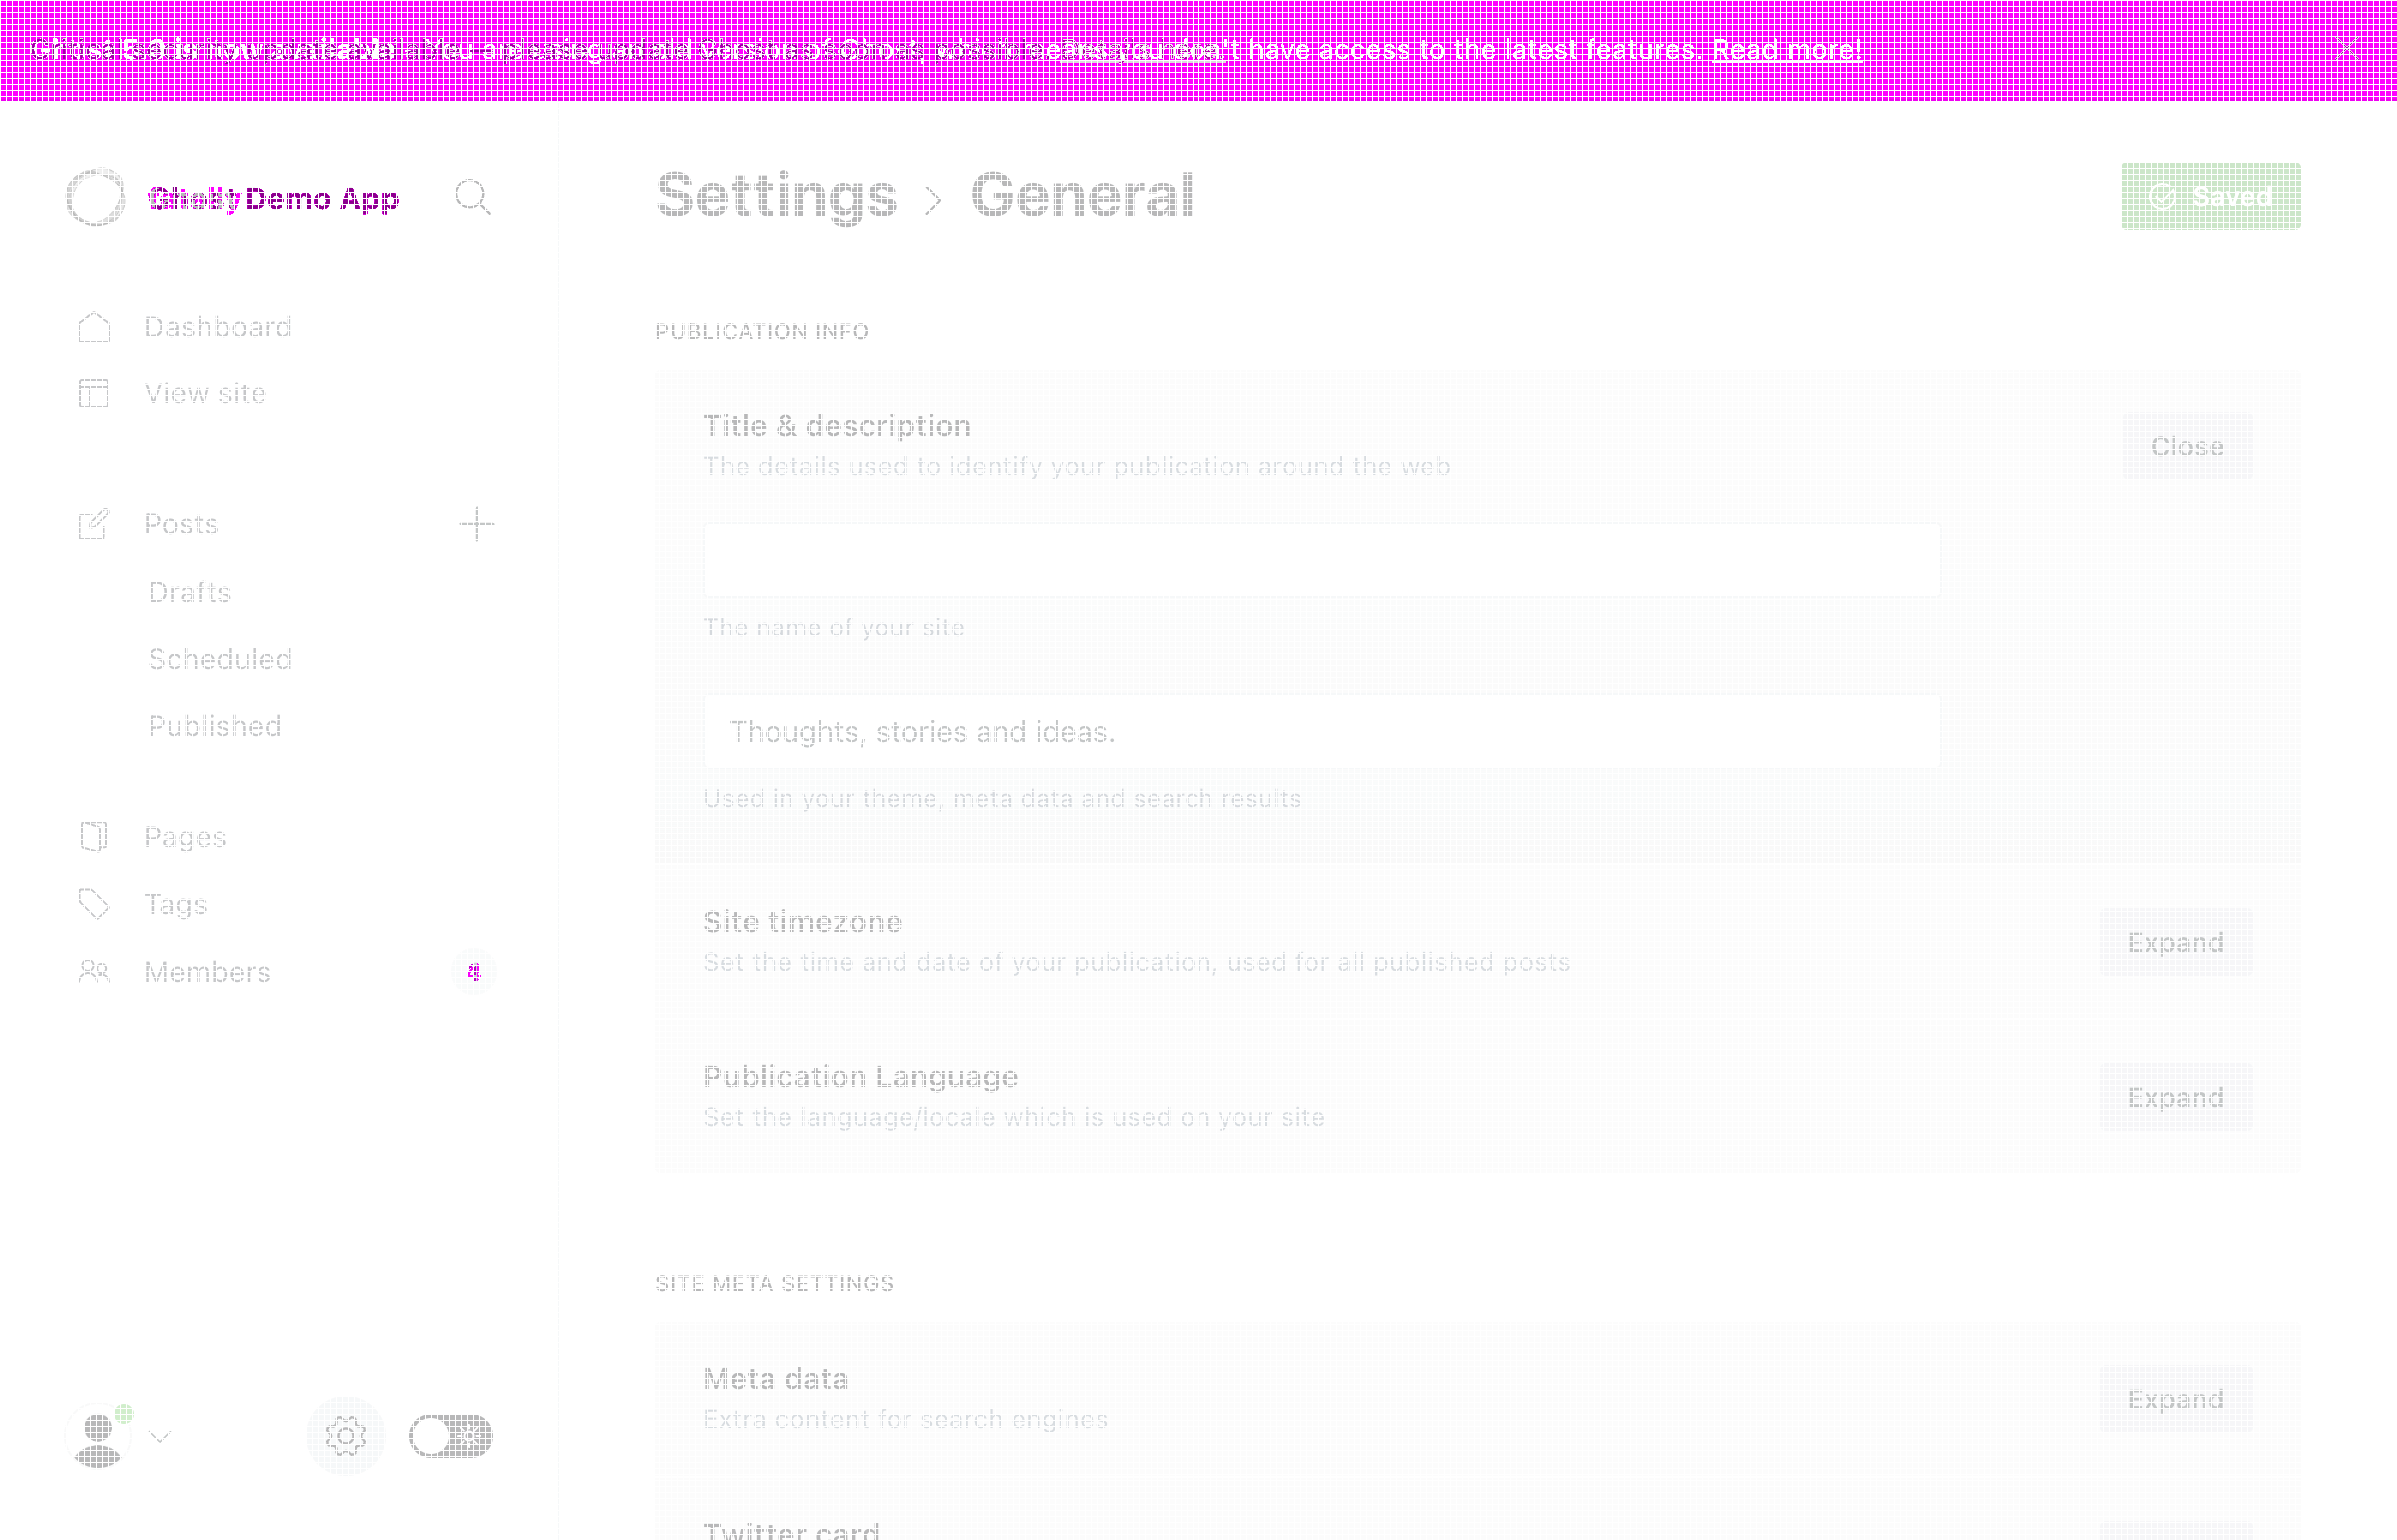 have access to the latest features. Read more!
Demo App
Settings › General
Saved
Dashboard
View site
Posts
Drafts
Scheduled
Published
Pages
Tags
Members
PUBLICATION INFO
Title & description
The details used to identify your publication around the web
Close
The name of your site
Thoughts, stories and ideas.
Used in your theme, meta data and search results
Site timezone
Set the time and date of your publication, used for all published posts
Expand
Publication Language
Set the language/locale which is used on your site
Expand
SITE META SETTINGS
Meta data
Extra content for search engines
Expand
Twitter card